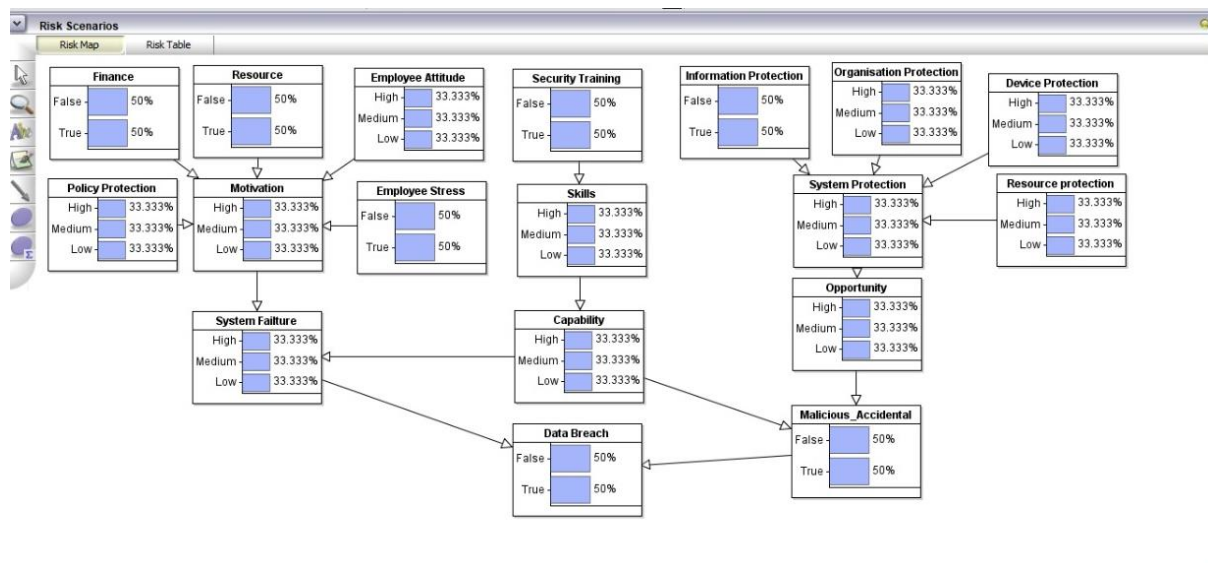 Risk Scenarios
Risk Map Risk Table
Abc
Σ
Finance
False 50%
True 50%
Resource
False 50%
True 50%
Employee Attitude
High 33.333%
Medium 33.333%
Low 33.333%
Security Training
False 50%
True 50%
Information Protection
False 50%
True 50%
Organisation Protection
High 33.333%
Medium 33.333%
Low 33.333%
Device Protection
High 33.333%
Medium 33.333%
Low 33.333%
Policy Protection
High 33.333%
Medium 33.333%
Low 33.333%
Motivation
High 33.333%
Medium 33.333%
Low 33.333%
Employee Stress
False 50%
True 50%
Skills
High 33.333%
Medium 33.333%
Low 33.333%
System Protection
High 33.333%
Medium 33.333%
Low 33.333%
Resource protection
High 33.333%
Medium 33.333%
Low 33.333%
System Failture
High 33.333%
Medium 33.333%
Low 33.333%
Capability
High 33.333%
Medium 33.333%
Low 33.333%
Opportunity
High 33.333%
Medium 33.333%
Low 33.333%
Data Breach
False 50%
True 50%
Malicious_Accidental
False 50%
True 50%